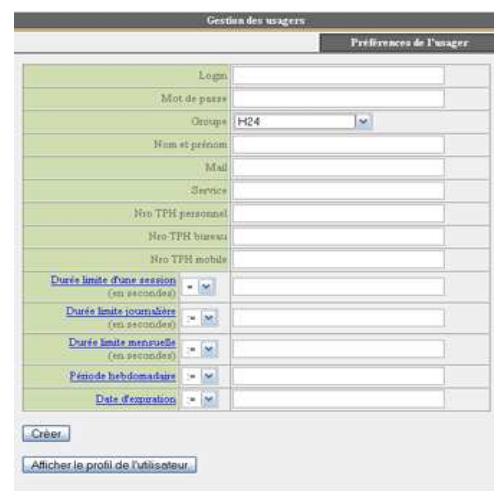 Gestion des usagers
Préférences de l'usager
Login
Mot de passe
Groupe H24
Nom et prénom
Mail
Service
Nro TPH personnel
Nro TPH bureau
Nro TPH mobile
Durée limite d'une session = 
(en secondes)
Durée limite journalière :=
(en secondes)
Durée limite mensuelle :=
(en secondes)
Période hebdomadaire :=
Date d'expiration :=
Créer
Afficher le profil de l'utilisateur